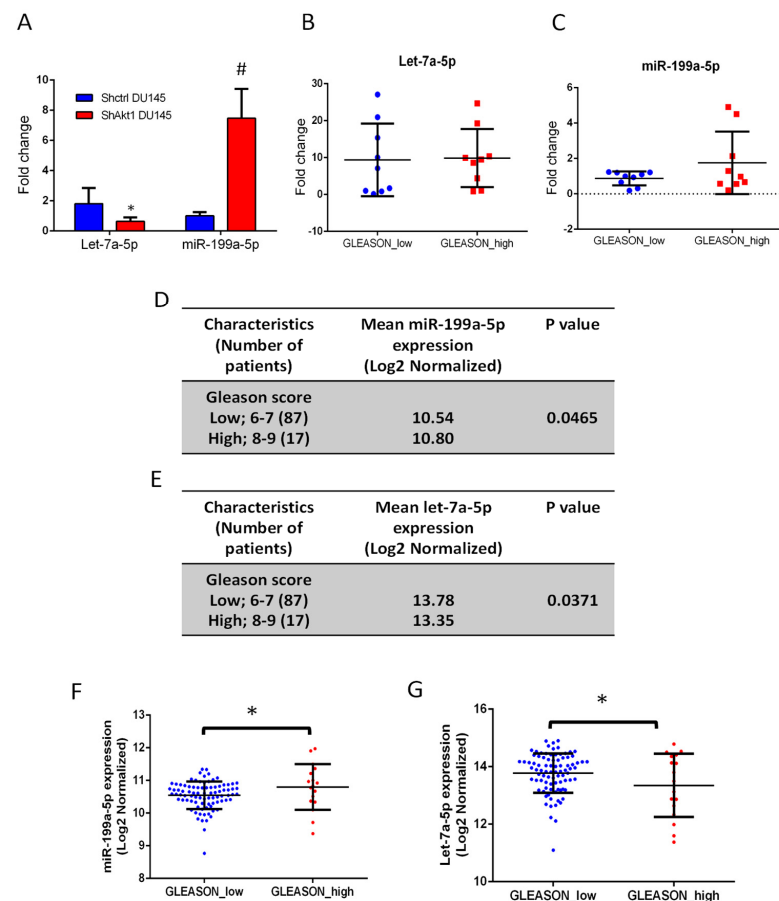 A
Fold change
10
8
6
4
2
0
Shctrl DU145
ShAkt1 DU145
#
*
Let-7a-5p
miR-199a-5p
B
Let-7a-5p
Fold change
30
20
10
0
-10
GLEASON_low
GLEASON_high
C
miR-199a-5p
Fold change
6
4
2
0
-2
GLEASON_low
GLEASON_high
D
Characteristics
(Number of
patients)
Mean miR-199a-5p
expression
(Log2 Normalized)
P value
Gleason score
Low; 6-7 (87) 10.54 0.0465
High; 8-9 (17) 10.80
E
Characteristics
(Number of
patients)
Mean let-7a-5p
expression
(Log2 Normalized)
P value
Gleason score
Low; 6-7 (87) 13.78 0.0371
High; 8-9 (17) 13.35
F
miR-199a-5p expression
(Log2 Normalized)
13
12
11
10
9
8
*
GLEASON_low
GLEASON_high
G
Let-7a-5p expression
(Log2 Normalized)
16
14
12
10
*
GLEASON_low
GLEASON_high